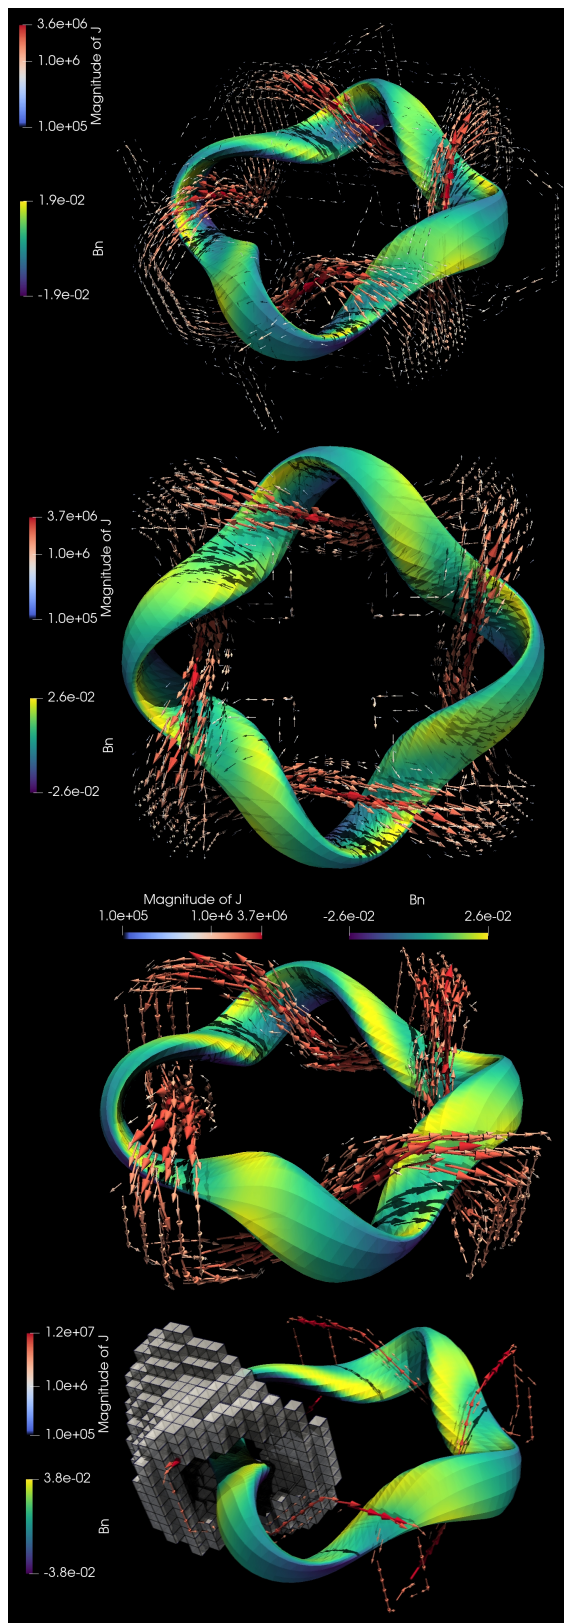 3.6e+06
1.0e+6
1.0e+05
Magnitude of J
1.9e-02
-1.9e-02
Bn
3.7e+06
1.0e+6
1.0e+05
Magnitude of J
2.6e-02
-2.6e-02
Bn
Magnitude of J
1.0e+05 1.0e+6 3.7e+06
Bn
-2.6e-02 2.6e-02
1.2e+07
1.0e+6
1.0e+05
Magnitude of J
3.8e-02
-3.8e-02
Bn